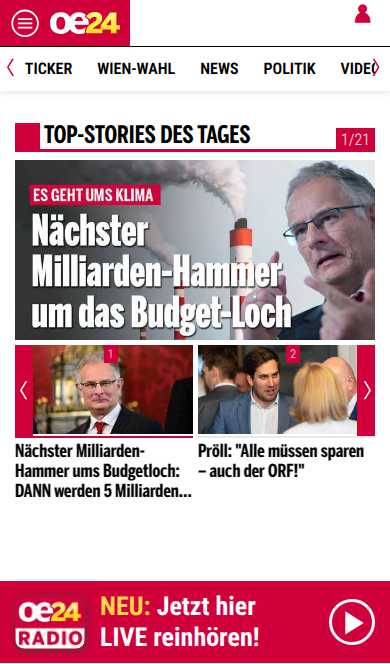 oe24
TICKER WIEN-WAHL NEWS POLITIK
TOP-STORIES DES TAGES
1/21
ES GEHT UMS KLIMA
Nächster
Milliarden-Hammer
um das Budget-Loch
1
2
Nächster Milliarden-
Hammer ums Budgetloch:
DANN werden 5 Milliarden...
Pröll: "Alle müssen sparen
– auch der ORF!"
oe24
RADIO
NEU: Jetzt hier
LIVE reinhören!